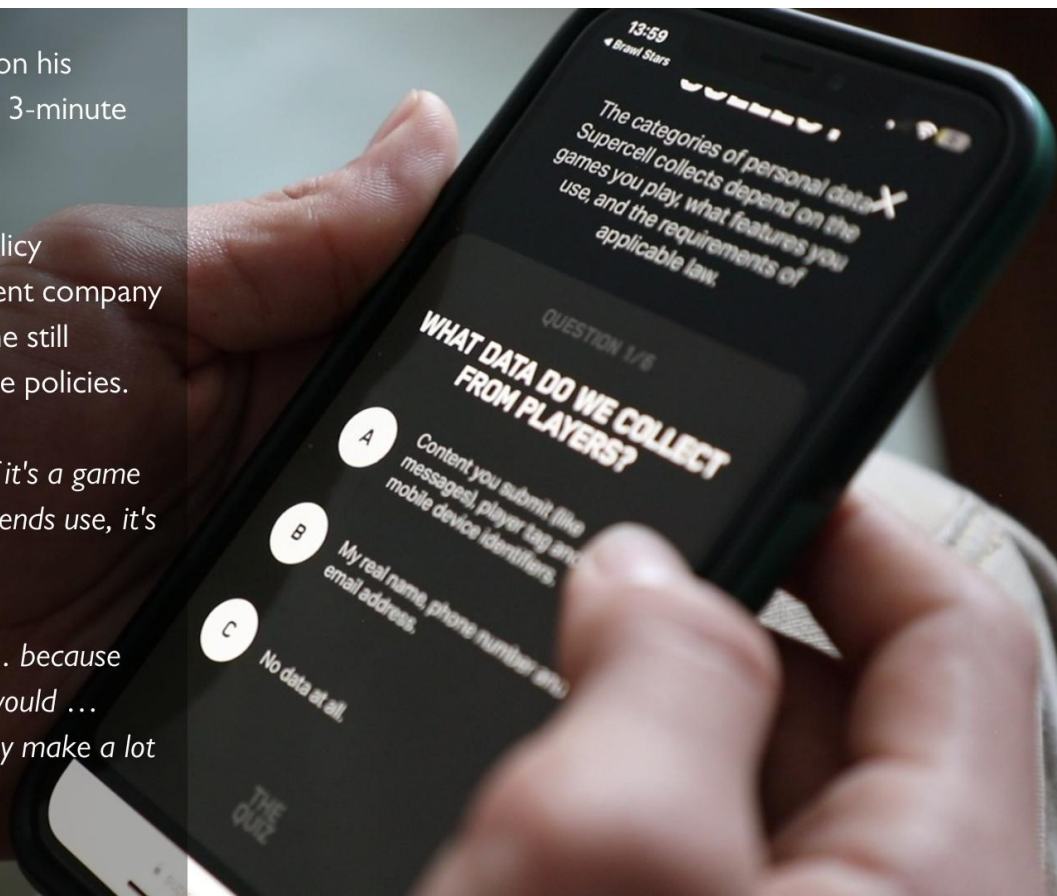 on his
3-minute
licy
ent company
e still
e policies.
it's a game
ends use, it's
. because
vould …
y make a lot
13:59
Brawl Stars
COLLECT
The categories of personal data
Supercell collects depend on the
games you play, what features you
use, and the requirements of
applicable law.
QUESTION 1/6
WHAT DATA DO WE COLLECT
FROM PLAYERS?
A
Content you submit (like
messages), player tag and
mobile device identifiers.
B
My real name, phone number and
email address.
C
No data at all.
THE
QUIZ